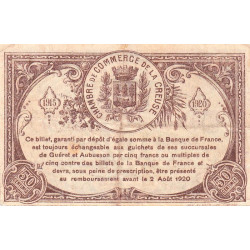 CHAMBRE DE COMMERCE DE LA CREUSE
1915
1920
Ce billet, garanti par dépôt d'égale somme à la Banque de France,
est toujours échangeable aux guichets de ses succursales
de Guéret et Aubusson par cinq francs ou multiples de
cinq contre des billets de la Banque de France et
devra, sous peine de prescription, être présenté
au remboursement avant le 2 Août 1920
50
50